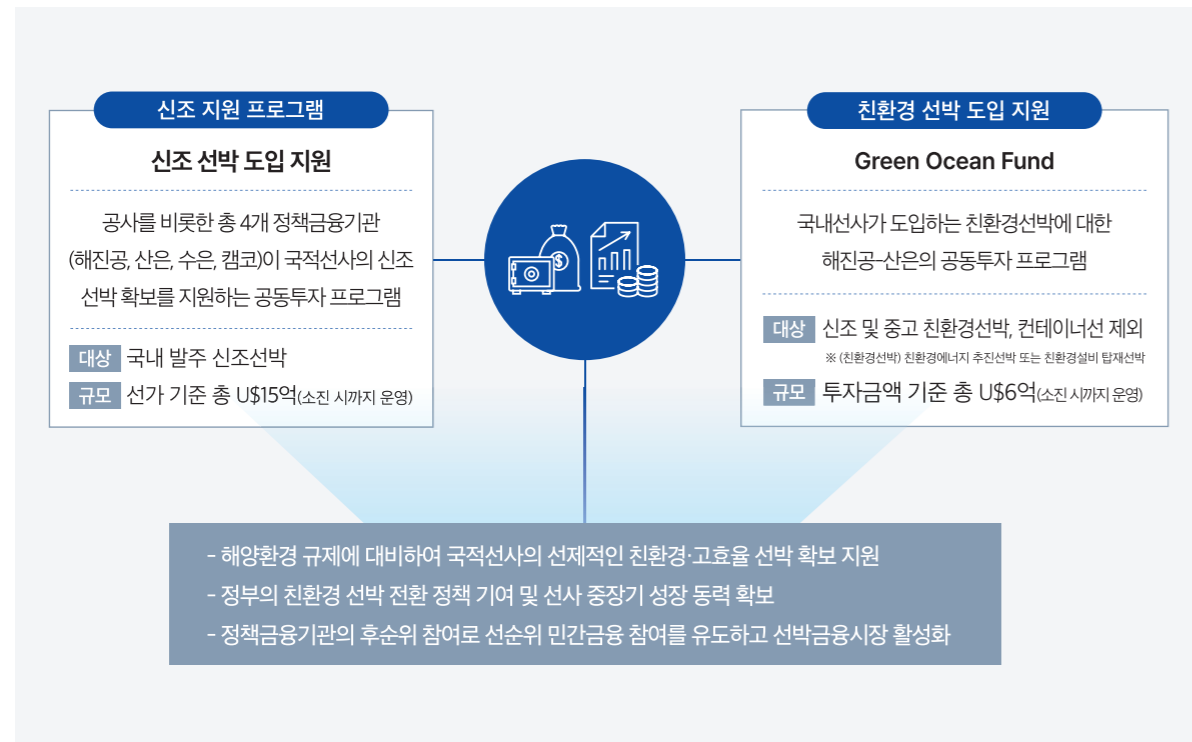 신조 지원 프로그램
신조 선박 도입 지원
공사를 비롯한 총 4개 정책금융기관
(해진공, 산은, 수은, 캠코)이 국적선사의 신조
선박 확보를 지원하는 공동투자 프로그램
대상 국내 발주 신조선박
규모 선가 기준 총 U$15억(소진 시까지 운영)
$
친환경 선박 도입 지원
Green Ocean Fund
국내선사가 도입하는 친환경선박에 대한
해진공-산은의 공동투자 프로그램
대상 신조 및 중고 친환경선박, 컨테이너선 제외
※ (친환경선박) 친환경에너지 추진선박 또는 친환경설비 탑재선박
규모 투자금액 기준 총 U$6억(소진 시까지 운영)
- 해양환경 규제에 대비하여 국적선사의 선제적인 친환경·고효율 선박 확보 지원
- 정부의 친환경 선박 전환 정책 기여 및 선사 중장기 성장 동력 확보
- 정책금융기관의 후순위 참여로 선순위 민간금융 참여를 유도하고 선박금융시장 활성화